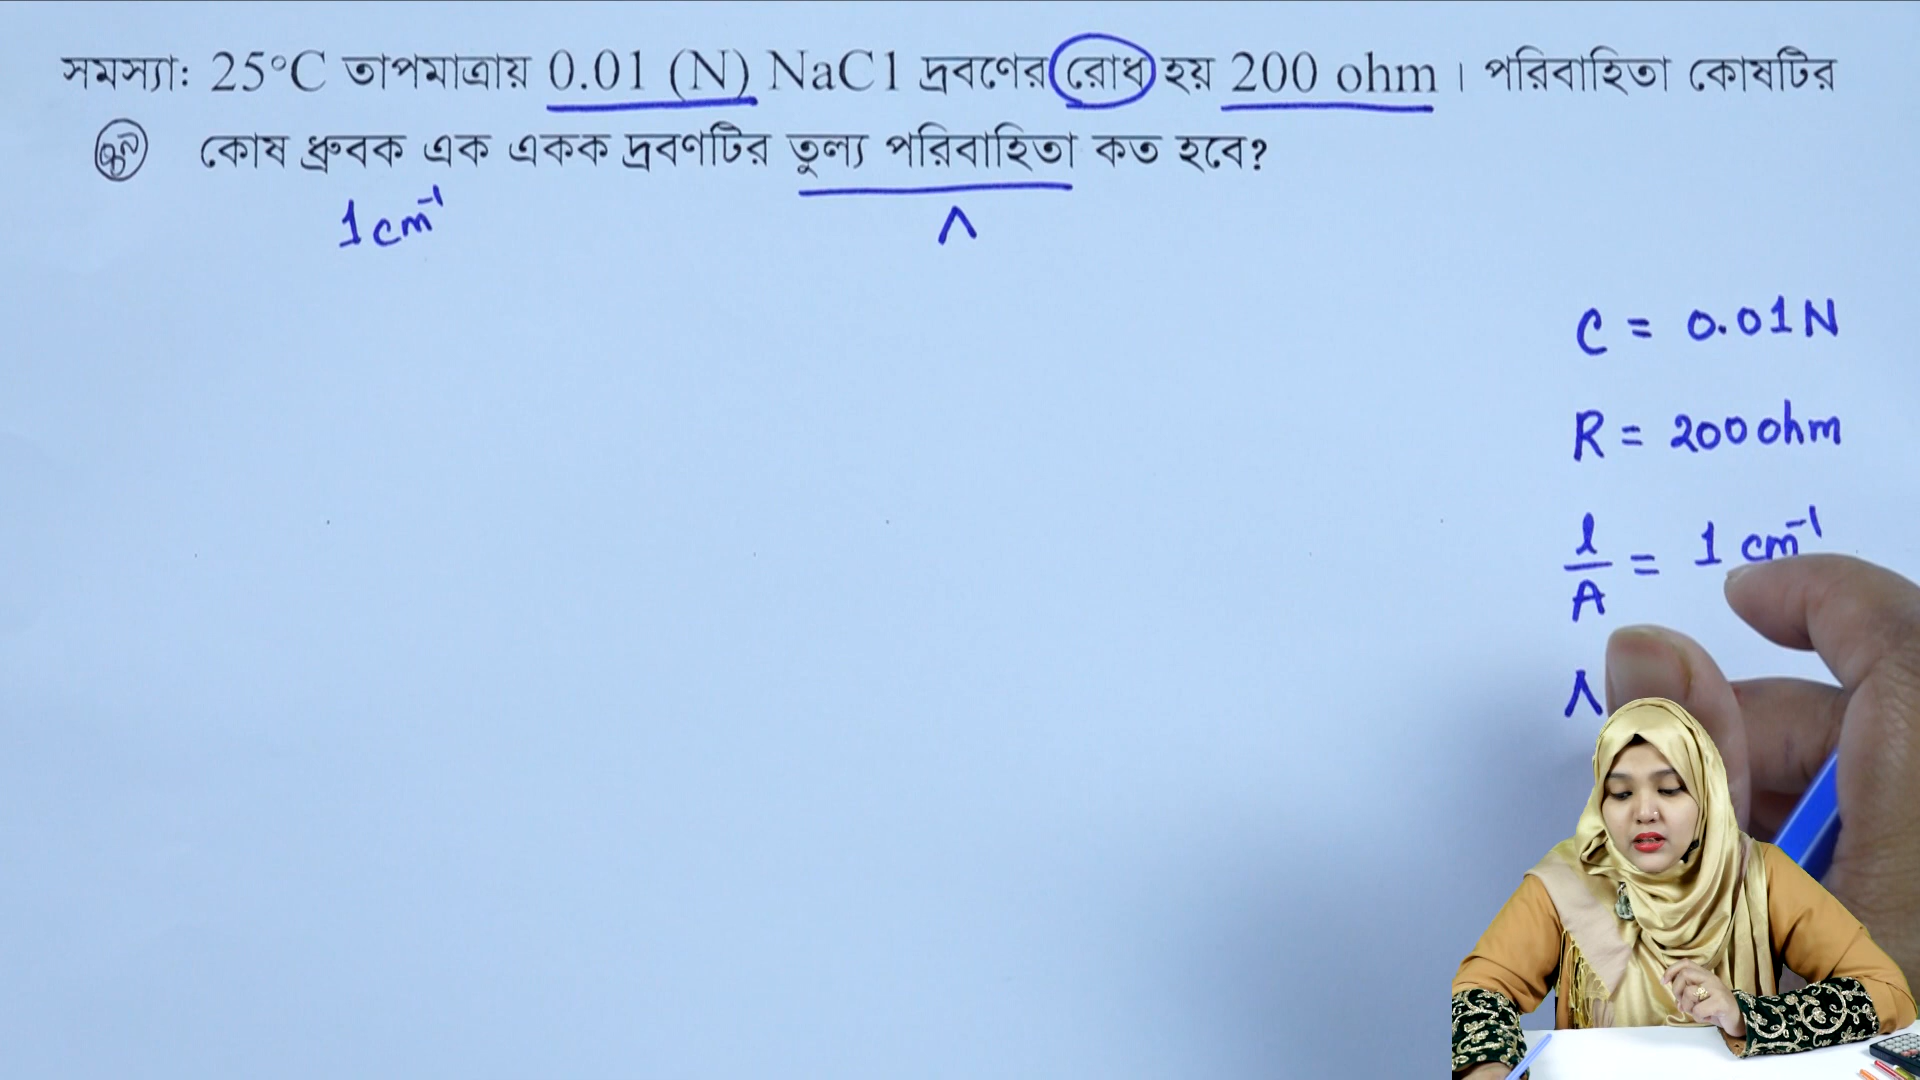 সমস্যা: 25°C তাপমাত্রায় 0.01 (N) NaCl দ্রবণের রোধ হয় 200 ohm । পরিবাহিতা কোষটির
কোষ ধ্রুবক এক একক দ্রবণটির তুল্য পরিবাহিতা কত হবে?
1 cm⁻¹
Λ
C = 0.01 N
R = 200 ohm
l/A = 1 cm⁻¹
Λ